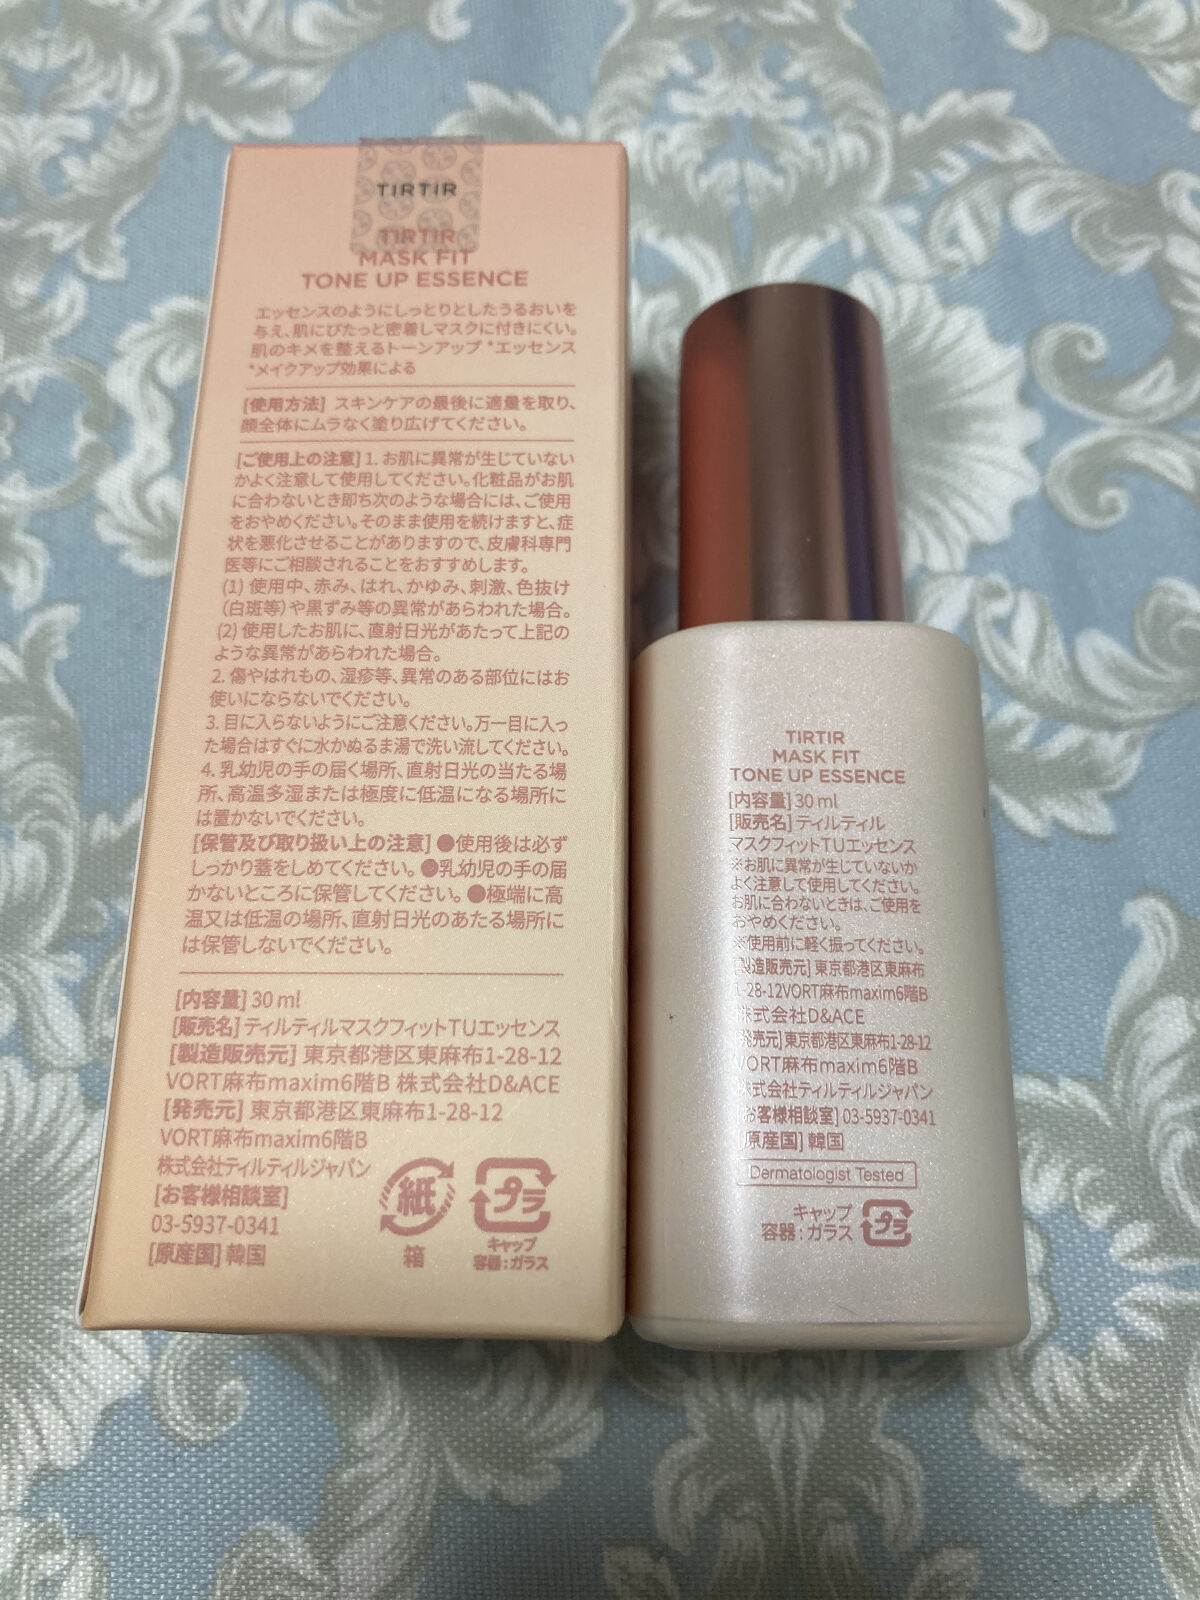 TIRTIR
TIRTIR
MASK FIT
TONE UP ESSENCE
エッセンスのようにしっとりとしたうるおいを
与え、肌にぴたっと密着しマスクに付きにくい。
肌のキメを整えるトーンアップ *エッセンス
*メイクアップ効果による
[使用方法] スキンケアの最後に適量を取り、
顔全体にムラなく塗り広げてください。
[ご使用上の注意] 1. お肌に異常が生じていない
かよく注意して使用してください。化粧品がお肌
に合わないとき即ち次のような場合には、ご使用
をおやめください。そのまま使用を続けますと、症
状を悪化させることがありますので、皮膚科専門
医等にご相談されることをおすすめします。
(1) 使用中、赤み、はれ、かゆみ、刺激、色抜け
(白斑等) や黒ずみ等の異常があらわれた場合。
(2) 使用したお肌に、直射日光があたって上記の
ような異常があらわれた場合。
2. 傷やはれもの、湿疹等、異常のある部位にはお
使いにならないでください。
3. 目に入らないようにご注意ください。万一目に入っ
た場合はすぐに水かぬるま湯で洗い流してください。
4. 乳幼児の手の届く場所、直射日光の当たる場
所、高温多湿または極度に低温になる場所に
は置かないでください。
[保管及び取り扱い上の注意] ●使用後は必ず
しっかり蓋をしめてください。●乳幼児の手の届
かないところに保管してください。●極端に高
温又は低温の場所、直射日光のあたる場所に
は保管しないでください。
[内容量] 30 ml
[販売名] ティルティルマスクフィットTUエッセンス
[製造販売元] 東京都港区東麻布1-28-12
VORT麻布maxim6階B 株式会社D&ACE
[発売元] 東京都港区東麻布1-28-12
VORT麻布maxim6階B
株式会社ティルティルジャパン
[お客様相談室]
03-5937-0341
[原産国] 韓国
紙
箱
プラ
キャップ
容器:ガラス
TIRTIR
MASK FIT
TONE UP ESSENCE
[内容量] 30 ml
[販売名] ティルティル
マスクフィットTUエッセンス
※お肌に異常が生じていないか
よく注意して使用してください。
お肌に合わないときは、ご使用を
おやめください。
※使用前に軽く振ってください。
[製造販売元] 東京都港区東麻布
1-28-12VORT麻布maxim6階B
株式会社D&ACE
[発売元] 東京都港区東麻布1-28-12
VORT麻布maxim6階B
株式会社ティルティルジャパン
[お客様相談室] 03-5937-0341
[原産国] 韓国
Dermatologist Tested
キャップ
容器:ガラス
プラ